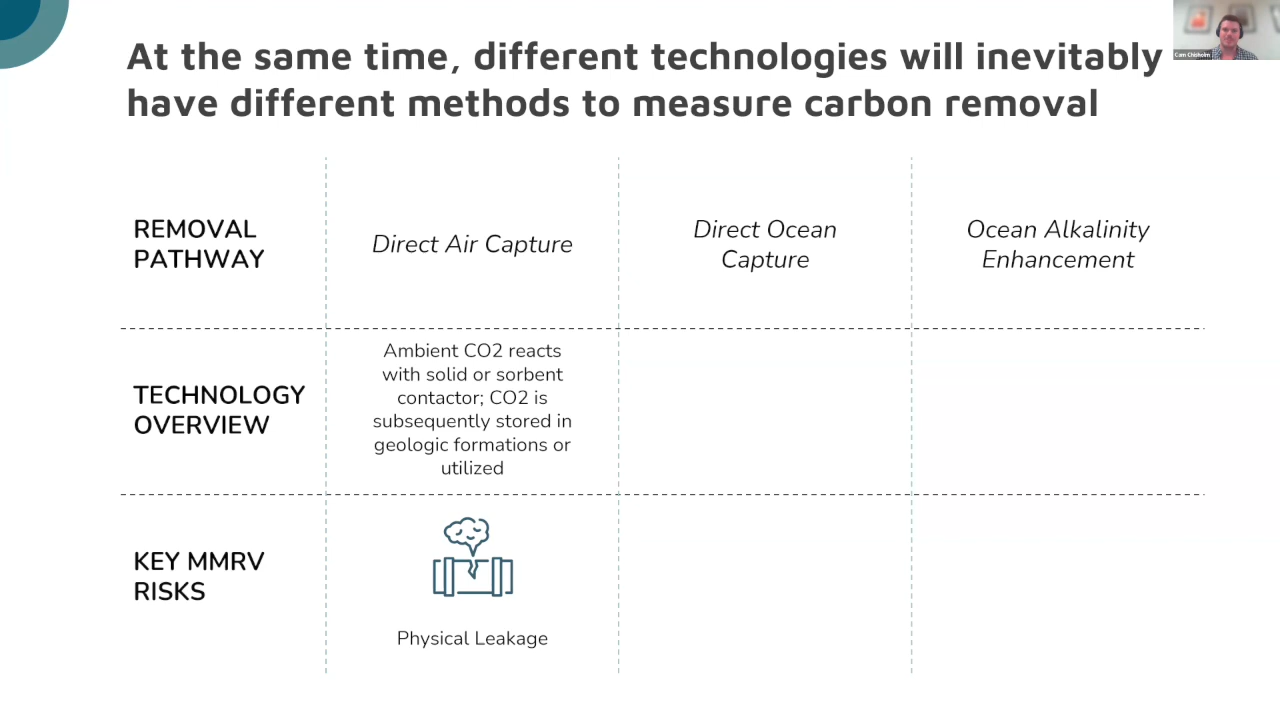 At the same time, different technologies will inevitably
have different methods to measure carbon removal
Cam Chisholm
REMOVAL
PATHWAY
Direct Air Capture
Direct Ocean
Capture
Ocean Alkalinity
Enhancement
TECHNOLOGY
OVERVIEW
Ambient CO2 reacts
with solid or sorbent
contactor; CO2 is
subsequently stored in
geologic formations or
utilized
KEY MMRV
RISKS
Physical Leakage